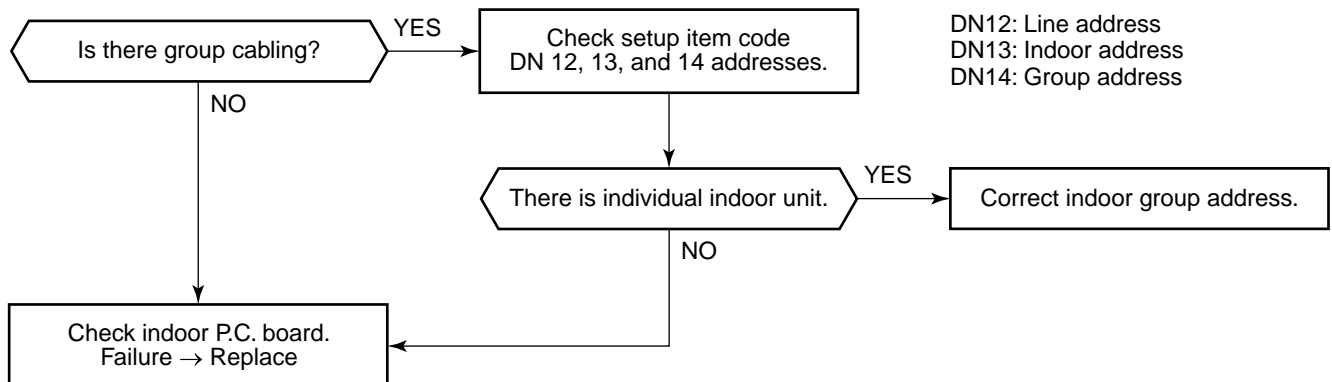 Is there group cabling?
YES
Check setup item code
DN 12, 13, and 14 addresses.
DN12: Line address
DN13: Indoor address
DN14: Group address
NO
There is individual indoor unit.
YES
Correct indoor group address.
NO
Check indoor P.C. board.
Failure → Replace